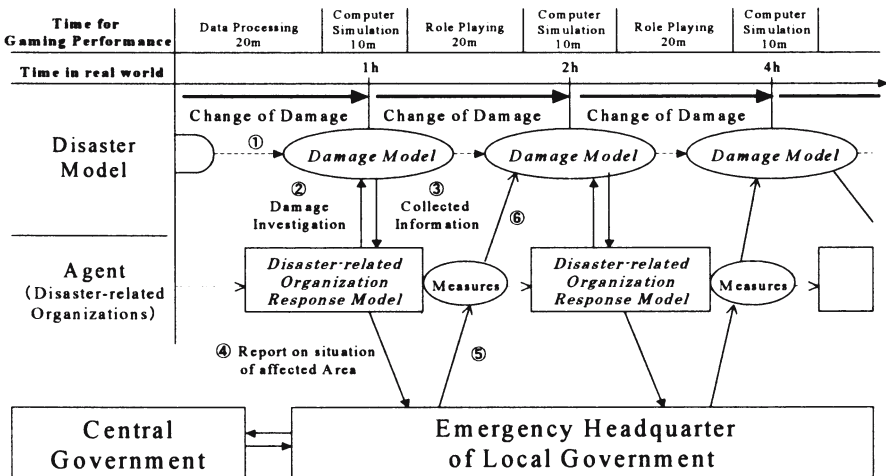 Time for
Gaming Performance
Data Processing
20m
Computer
Simulation
10m
Role Playing
20m
Computer
Simulation
10m
Role Playing
20m
Computer
Simulation
10m
Time in real world
1h
2h
4h
Change of Damage
Change of Damage
Change of Damage
Disaster
Model
①
Damage Model
Damage Model
Damage Model
②
Damage
Investigation
③
Collected
Information
⑥
Agent
(Disaster-related
Organizations)
Disaster-related
Organization
Response Model
Measures
Disaster-related
Organization
Response Model
Measures
④ Report on situation
of affected Area
⑤
Central
Government
Emergency Headquarter
of Local Government